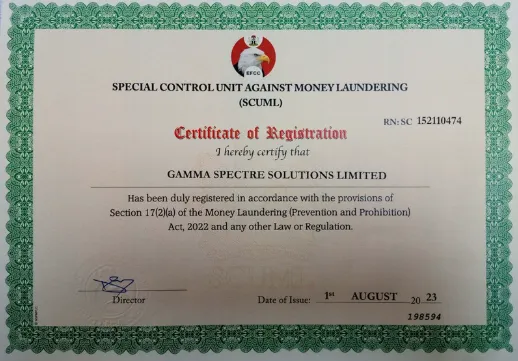 EFCC
SPECIAL CONTROL UNIT AGAINST MONEY LAUNDERING
(SCUML)
RN: SC 152110474
Certificate of Registration
I hereby certify that
GAMMA SPECTRE SOLUTIONS LIMITED
Has been duly registered in accordance with the provisions of
Section 17(2)(a) of the Money Laundering (Prevention and Prohibition)
Act, 2022 and any other Law or Regulation.
Director
Date of Issue: 1st AUGUST 2023
198594